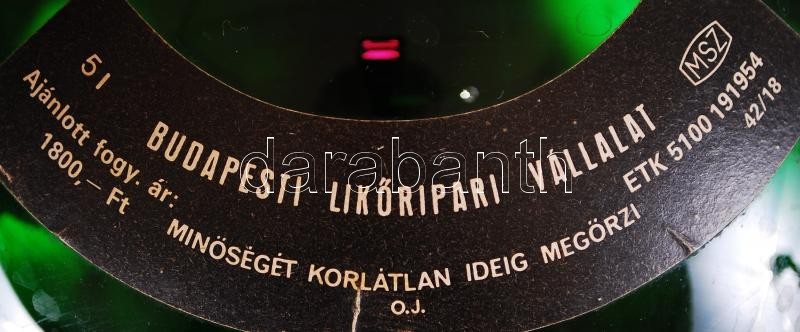 5 l
Ajánlott fogy. ár:
1800,– Ft
BUDAPESTI LIKŐRIPARI VÁLLALAT
MINŐSÉGÉT KORLÁTLAN IDEIG MEGŐRZI
O.J.
MSZ
ETK 5100 191954
42/18
darabanth